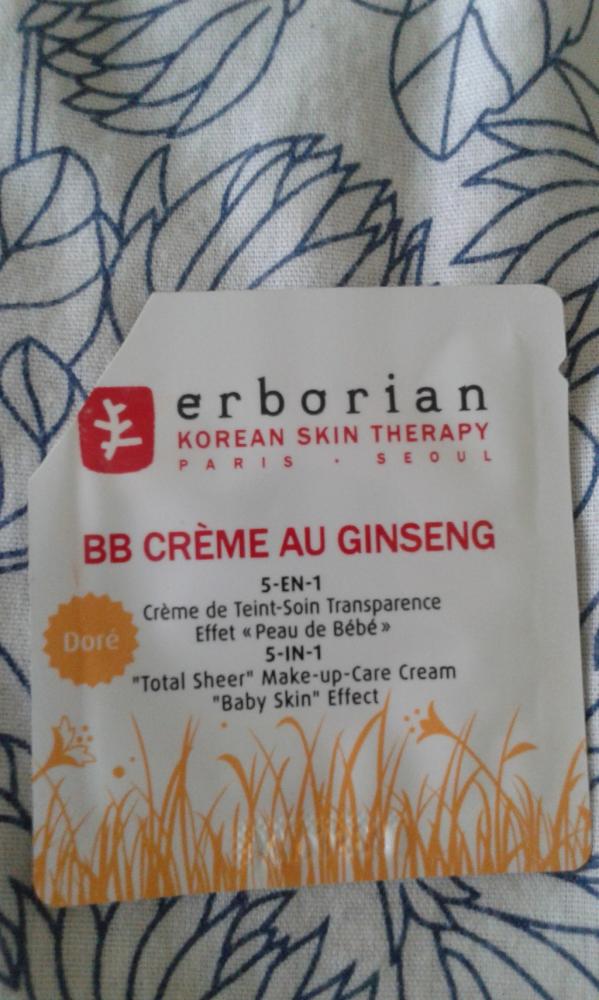 erborian
KOREAN SKIN THERAPY
PARIS · SEOUL
BB CRÈME AU GINSENG
5-EN-1
Crème de Teint-Soin Transparence
Effet « Peau de Bébé »
5-IN-1
"Total Sheer" Make-up-Care Cream
"Baby Skin" Effect
Doré